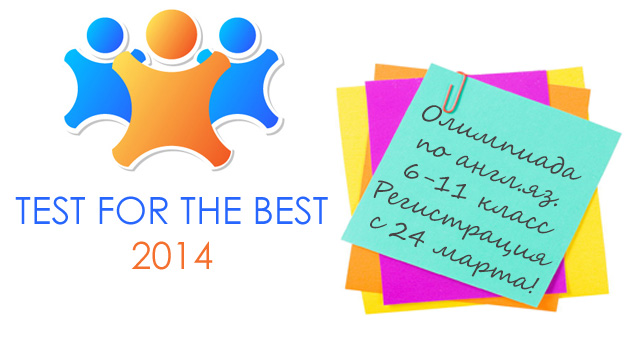 TEST FOR THE BEST
2014
Олимпиада
по англ.яз.
6-11 класс
Регистрация
с 24 марта!